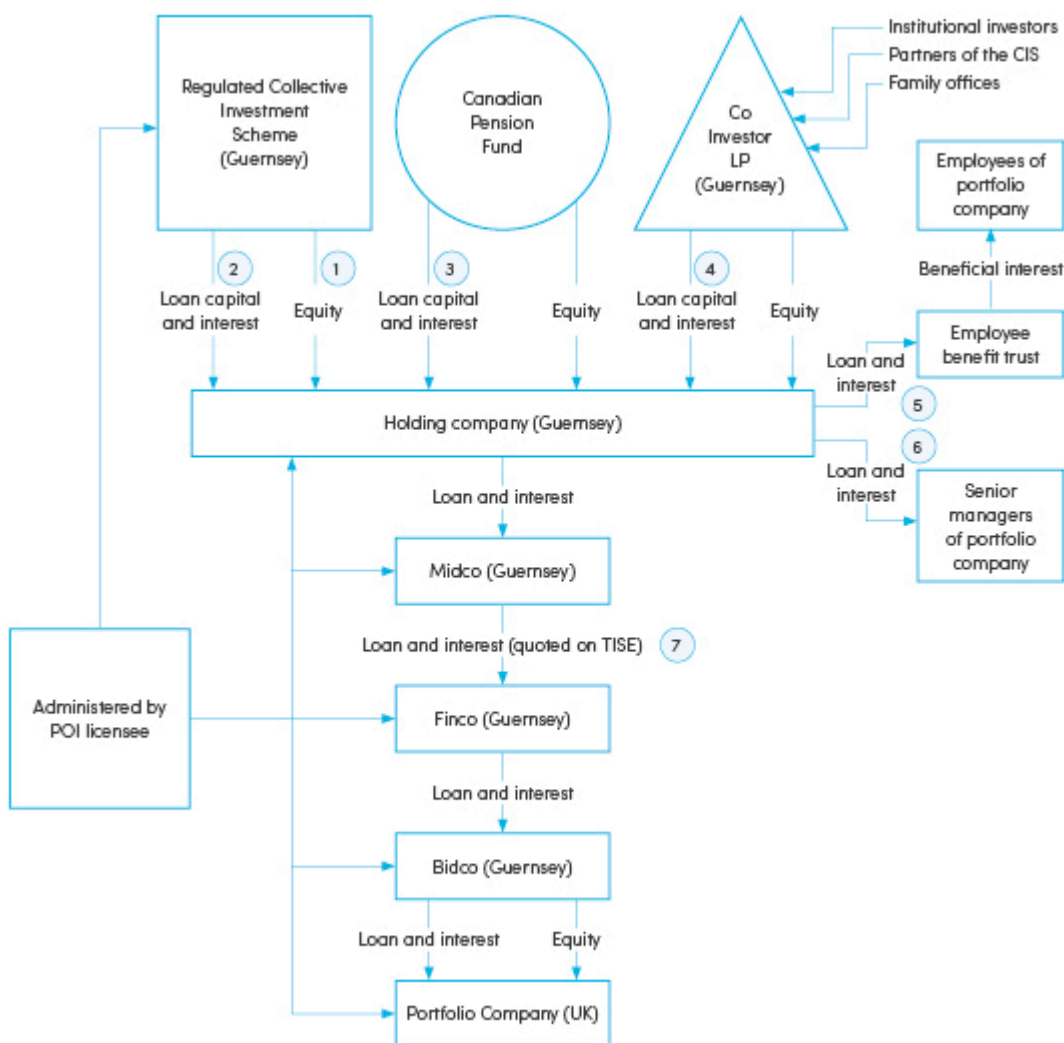 Institutional investors
Partners of the CIS
Family offices
Regulated Collective
Investment
Scheme
(Guernsey)
Canadian
Pension
Fund
Co
Investor
LP
(Guernsey)
Employees of
portfolio
company
Beneficial interest
Employee
benefit trust
2
1
3
4
Loan capital
and interest
Equity
Loan capital
and interest
Equity
Loan capital
and interest
Equity
Loan and
interest
5
Holding company (Guernsey)
6
Loan and
interest
Senior
managers
of portfolio
company
Loan and interest
Midco (Guernsey)
Loan and interest (quoted on TISE)
7
Administered by
POI licensee
Finco (Guernsey)
Loan and interest
Bidco (Guernsey)
Loan and interest
Equity
Portfolio Company (UK)